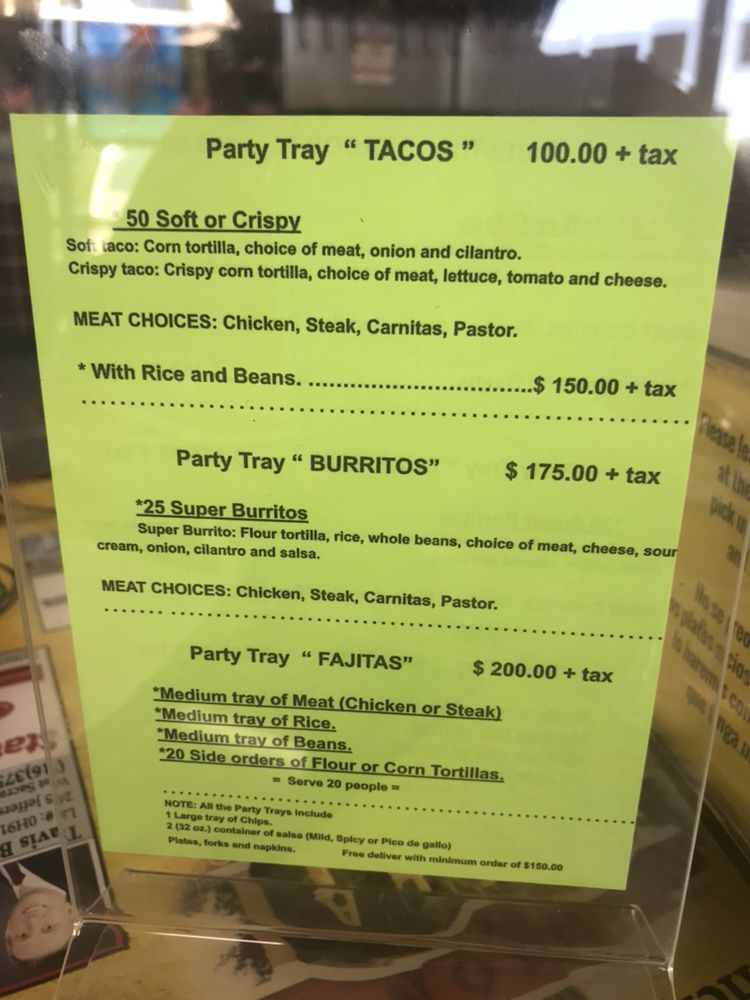 Party Tray “ TACOS ” 100.00 + tax
* 50 Soft or Crispy
Soft taco: Corn tortilla, choice of meat, onion and cilantro.
Crispy taco: Crispy corn tortilla, choice of meat, lettuce, tomato and cheese.
MEAT CHOICES: Chicken, Steak, Carnitas, Pastor.
* With Rice and Beans. ..................................$ 150.00 + tax
Party Tray “ BURRITOS” $ 175.00 + tax
*25 Super Burritos
Super Burrito: Flour tortilla, rice, whole beans, choice of meat, cheese, sour
cream, onion, cilantro and salsa.
MEAT CHOICES: Chicken, Steak, Carnitas, Pastor.
Party Tray “ FAJITAS” $ 200.00 + tax
*Medium tray of Meat (Chicken or Steak)
*Medium tray of Rice.
*Medium tray of Beans.
*20 Side orders of Flour or Corn Tortillas.
= Serve 20 people =
NOTE: All the Party Trays include
1 Large tray of Chips.
2 (32 oz.) container of salsa (Mild, Spicy or Pico de gallo)
Plates, forks and napkins. Free deliver with minimum order of $150.00
Please
at the
pick